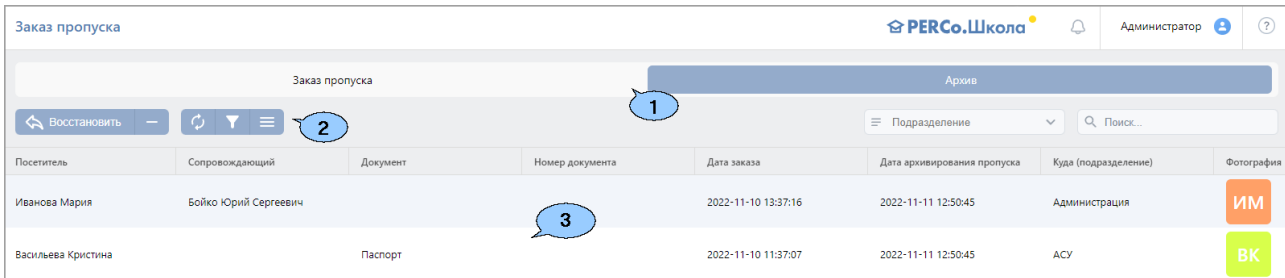 Заказ пропуска PERCo.Школа Администратор ?
Заказ пропуска Архив
1
Восстановить Подразделение Поиск...
2
Посетитель Сопровождающий Документ Номер документа Дата заказа Дата архивирования пропуска Куда (подразделение) Фотография
Иванова Мария Бойко Юрий Сергеевич 2022-11-10 13:37:16 2022-11-11 12:50:45 Администрация ИМ
3
Васильева Кристина Паспорт 2022-11-10 11:37:07 2022-11-11 12:50:45 АСУ ВК